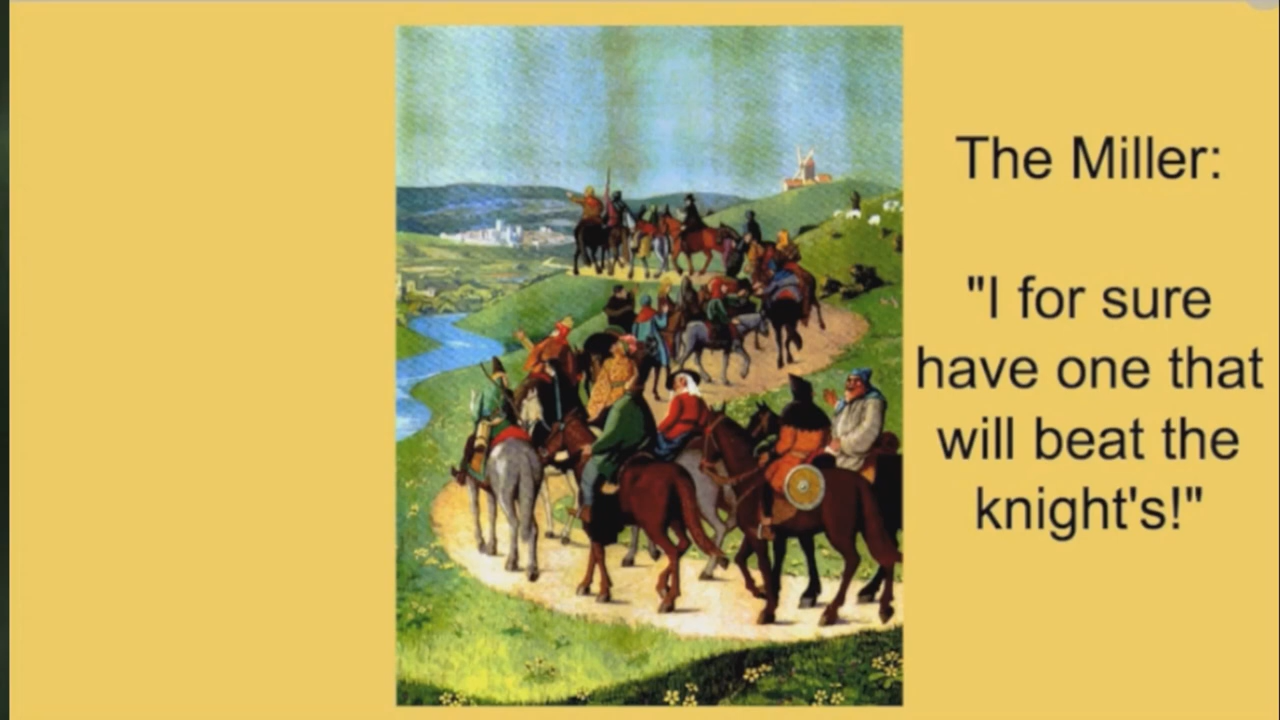 The Miller:
"I for sure
have one that
will beat the
knight's!"